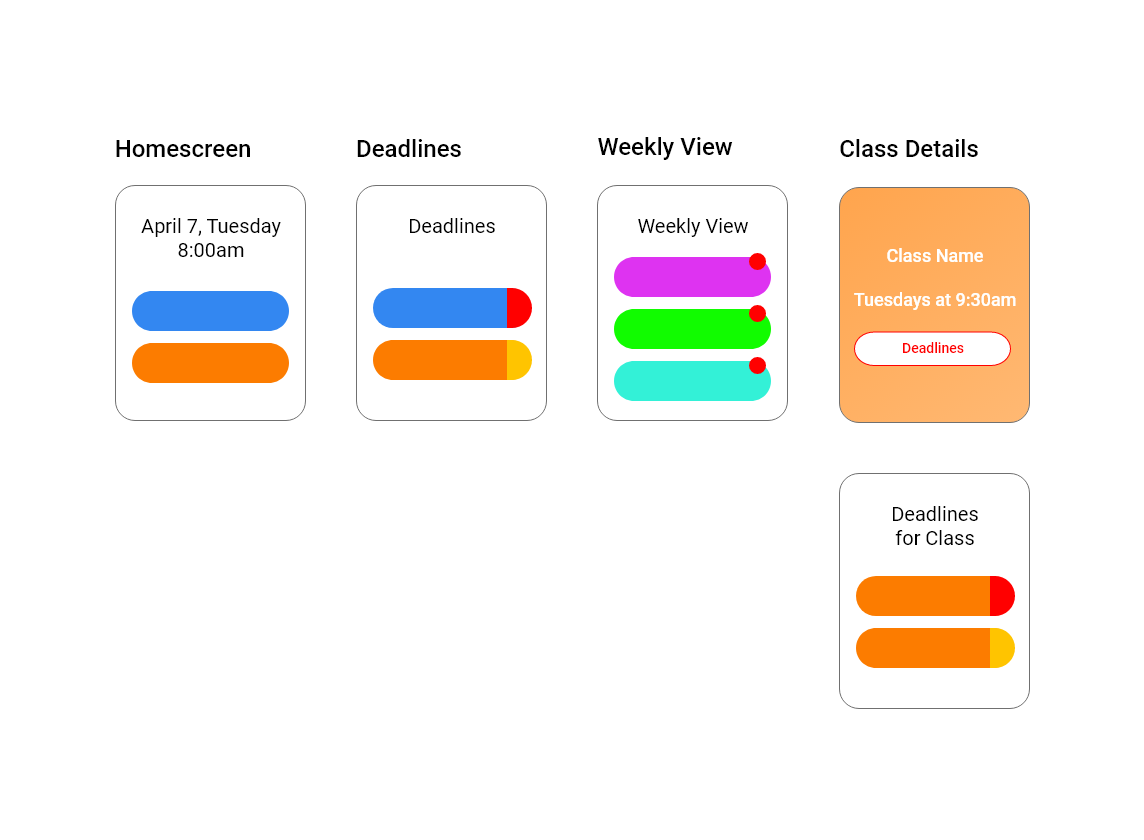 Homescreen
Deadlines
Weekly View
Class Details
April 7, Tuesday
8:00am
Deadlines
Weekly View
Class Name
Tuesdays at 9:30am
Deadlines
Deadlines
for Class